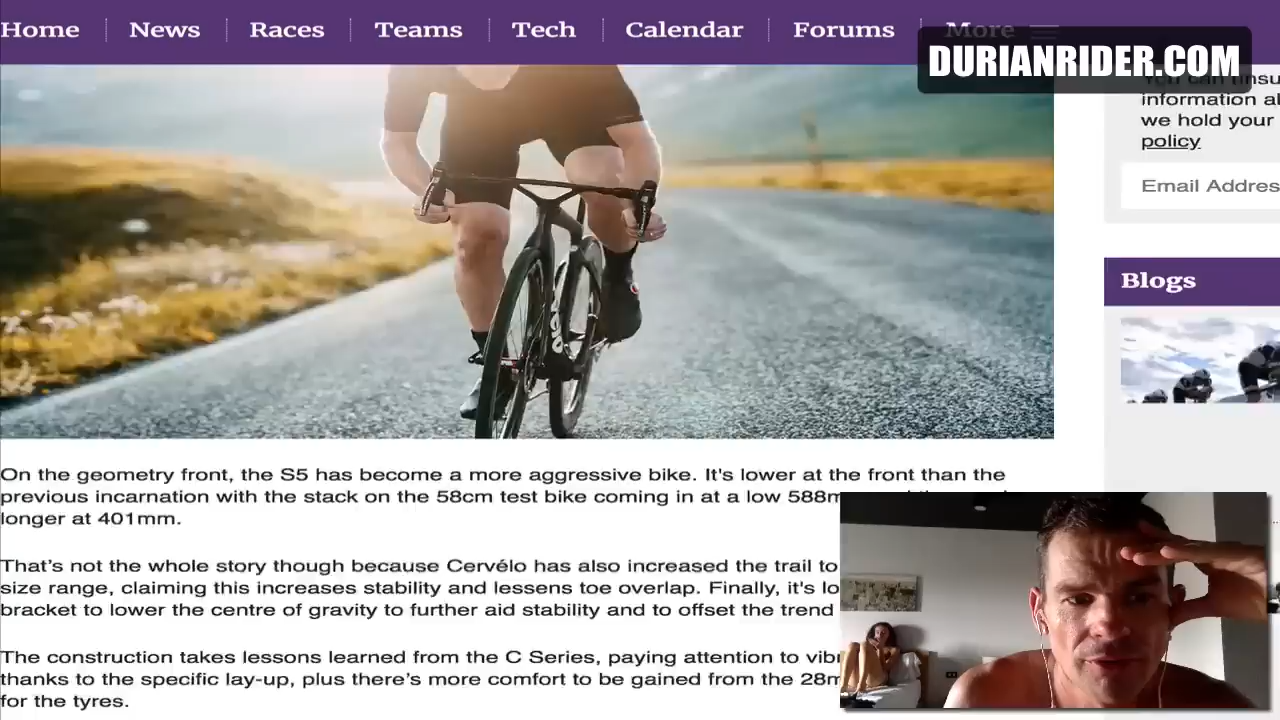 Home News Races Teams Tech Calendar Forums More
DURIANRIDER.COM
information
we hold your
policy
Email
Blogs
On the geometry front, the S5 has become a more aggressive bike. It's lower at the front than the
previous incarnation with the stack on the 58cm test bike coming in at a low
longer at 401mm.
That's not the whole story though because Cervélo has also increased the trail to
size range, claiming this increases stability and lessens toe overlap. Finally, it's
bracket to lower the centre of gravity to further aid stability and to offset the trend
The construction takes lessons learned from the C Series, paying attention to
thanks to the specific lay-up, plus there's more comfort to be gained from the
for the tyres.